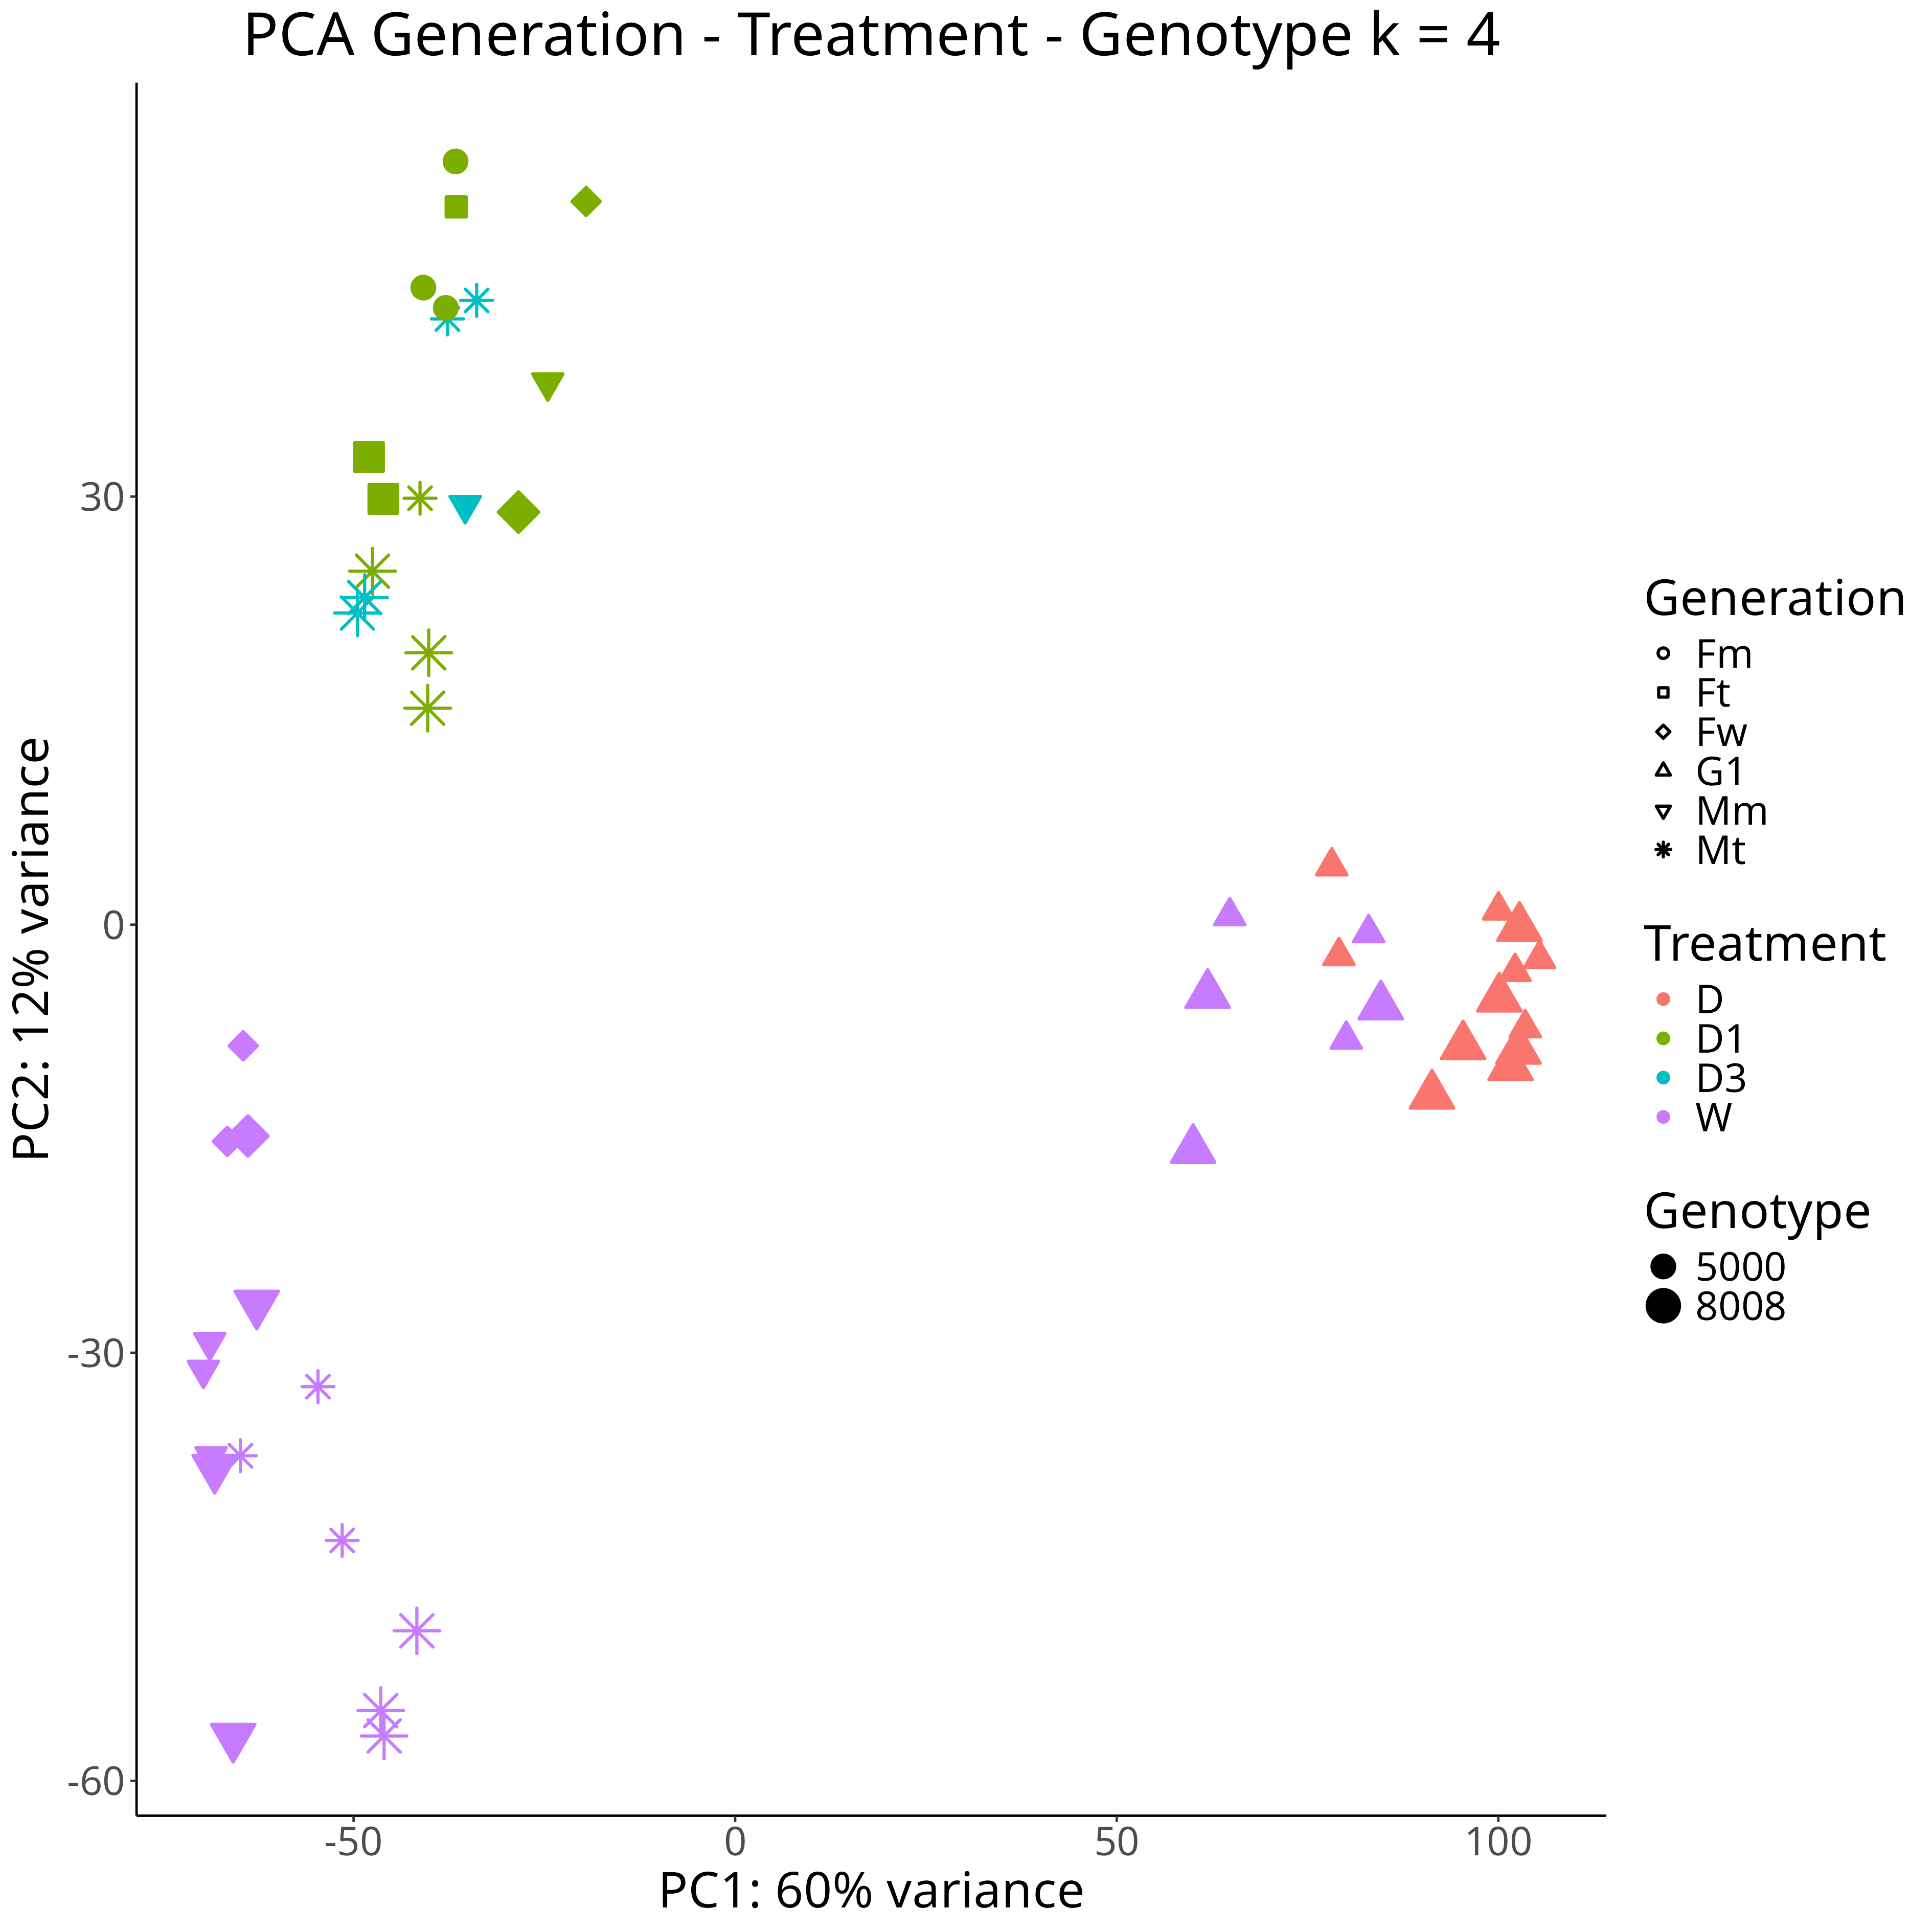 PCA Generation - Treatment - Genotype k = 4
PC2: 12% variance
30
0
-30
-60
-50
0
50
100
PC1: 60% variance
Generation
Fm
Ft
Fw
G1
Mm
Mt
Treatment
D
D1
D3
W
Genotype
5000
8008